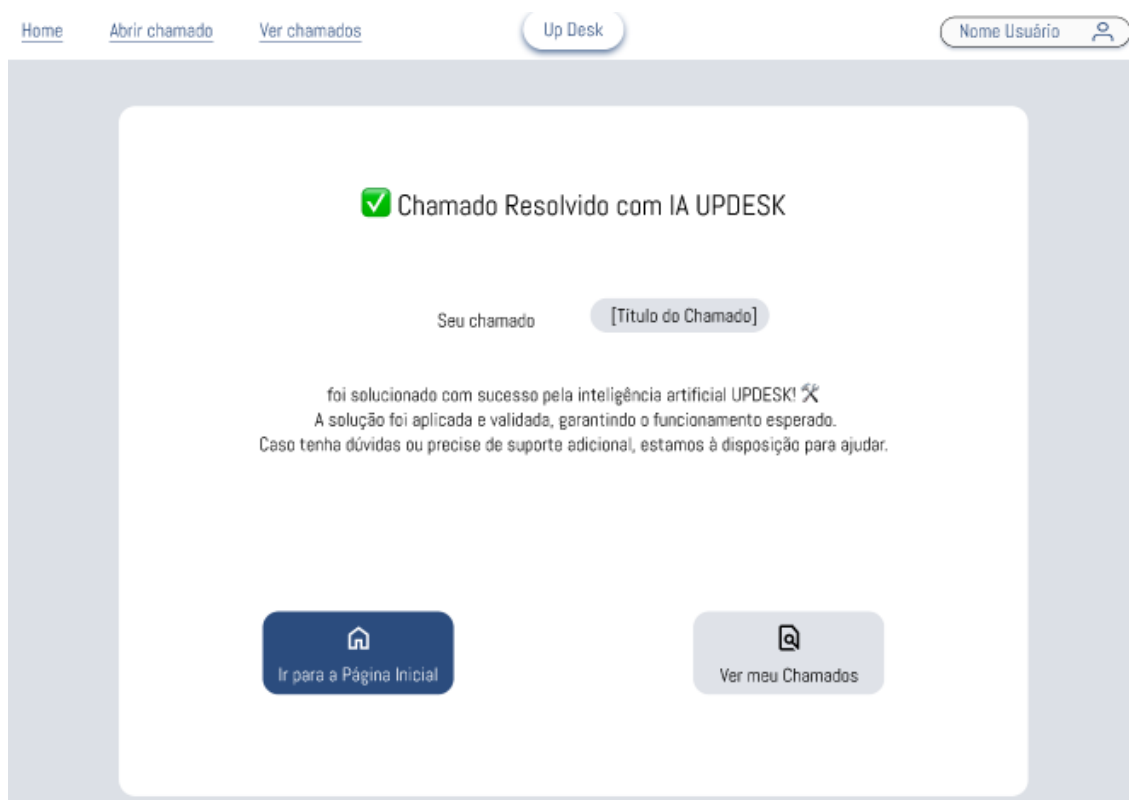 Home Abrir chamado Ver chamados Up Desk Nome Usuário
✅ Chamado Resolvido com IA UPDESK
Seu chamado [Titulo do Chamado]
foi solucionado com sucesso pela inteligência artificial UPDESK! 🛠
A solução foi aplicada e validada, garantindo o funcionamento esperado.
Caso tenha dúvidas ou precise de suporte adicional, estamos à disposição para ajudar.
Ir para a Página Inicial Ver meu Chamados